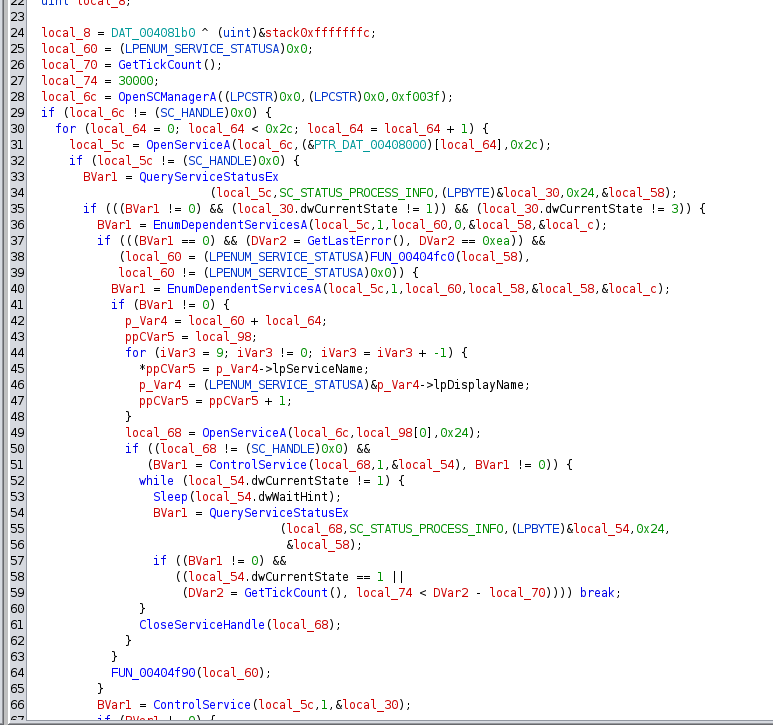 22 uint local_8;
23
24 local_8 = DAT_004081b0 ^ (uint)&stack0xfffffffc;
25 local_60 = (LPENUM_SERVICE_STATUSA)0x0;
26 local_70 = GetTickCount();
27 local_74 = 30000;
28 local_6c = OpenSCManagerA((LPCSTR)0x0,(LPCSTR)0x0,0xf003f);
29 if (local_6c != (SC_HANDLE)0x0) {
30 for (local_64 = 0; local_64 < 0x2c; local_64 = local_64 + 1) {
31 local_5c = OpenServiceA(local_6c,(&PTR_DAT_00408000)[local_64],0x2c);
32 if (local_5c != (SC_HANDLE)0x0) {
33 BVar1 = QueryServiceStatusEx
34 (local_5c,SC_STATUS_PROCESS_INFO,(LPBYTE)&local_30,0x24,&local_58);
35 if (((BVar1 != 0) && (local_30.dwCurrentState != 1)) && (local_30.dwCurrentState != 3)) {
36 BVar1 = EnumDependentServicesA(local_5c,1,local_60,0,&local_58,&local_c);
37 if (((BVar1 == 0) && (DVar2 = GetLastError(), DVar2 == 0xea)) &&
38 (local_60 = (LPENUM_SERVICE_STATUSA)FUN_00404fc0(local_58),
39 local_60 != (LPENUM_SERVICE_STATUSA)0x0)) {
40 BVar1 = EnumDependentServicesA(local_5c,1,local_60,local_58,&local_58,&local_c);
41 if (BVar1 != 0) {
42 p_Var4 = local_60 + local_64;
43 ppCVar5 = local_98;
44 for (iVar3 = 9; iVar3 != 0; iVar3 = iVar3 + -1) {
45 *ppCVar5 = p_Var4->lpServiceName;
46 p_Var4 = (LPENUM_SERVICE_STATUSA)&p_Var4->lpDisplayName;
47 ppCVar5 = ppCVar5 + 1;
48 }
49 local_68 = OpenServiceA(local_6c,local_98[0],0x24);
50 if ((local_68 != (SC_HANDLE)0x0) &&
51 (BVar1 = ControlService(local_68,1,&local_54), BVar1 != 0)) {
52 while (local_54.dwCurrentState != 1) {
53 Sleep(local_54.dwWaitHint);
54 BVar1 = QueryServiceStatusEx
55 (local_68,SC_STATUS_PROCESS_INFO,(LPBYTE)&local_54,0x24,
56 &local_58);
57 if ((BVar1 != 0) &&
58 ((local_54.dwCurrentState == 1 ||
59 (DVar2 = GetTickCount(), local_74 < DVar2 - local_70)))) break;
60 }
61 CloseServiceHandle(local_68);
62 }
63 }
64 FUN_00404f90(local_60);
65 }
66 BVar1 = ControlService(local_5c,1,&local_30);
67 if (BVar1 != 0) {